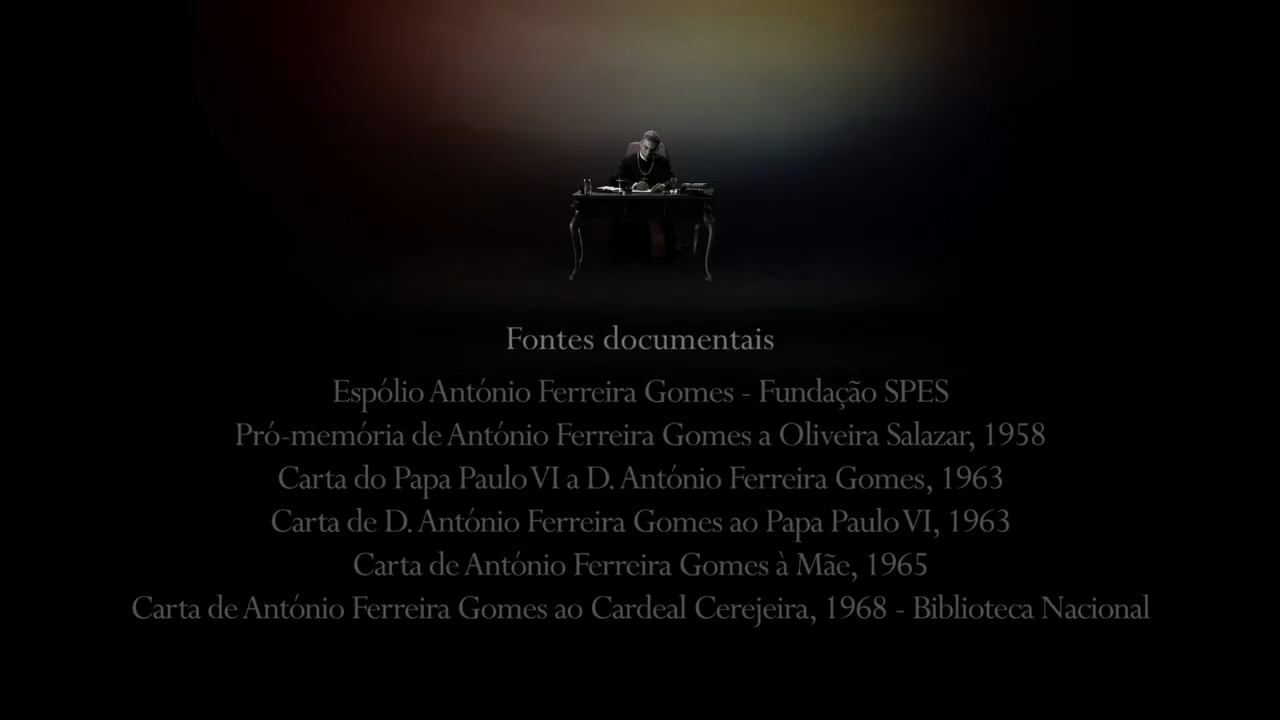 Fontes documentais
Espólio António Ferreira Gomes - Fundação SPES
Pró-memória de António Ferreira Gomes a Oliveira Salazar, 1958
Carta do Papa Paulo VI a D. António Ferreira Gomes, 1963
Carta de D. António Ferreira Gomes ao Papa Paulo VI, 1963
Carta de António Ferreira Gomes à Mãe, 1965
Carta de António Ferreira Gomes ao Cardeal Cerejeira, 1968 - Biblioteca Nacional